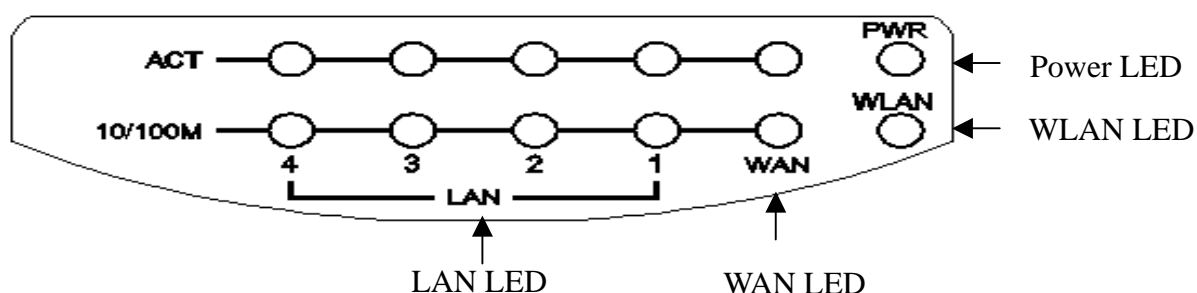 PWR
ACT
Power LED
WLAN
10/100M
WLAN LED
4 3 2 1 WAN
LAN
LAN LED
WAN LED